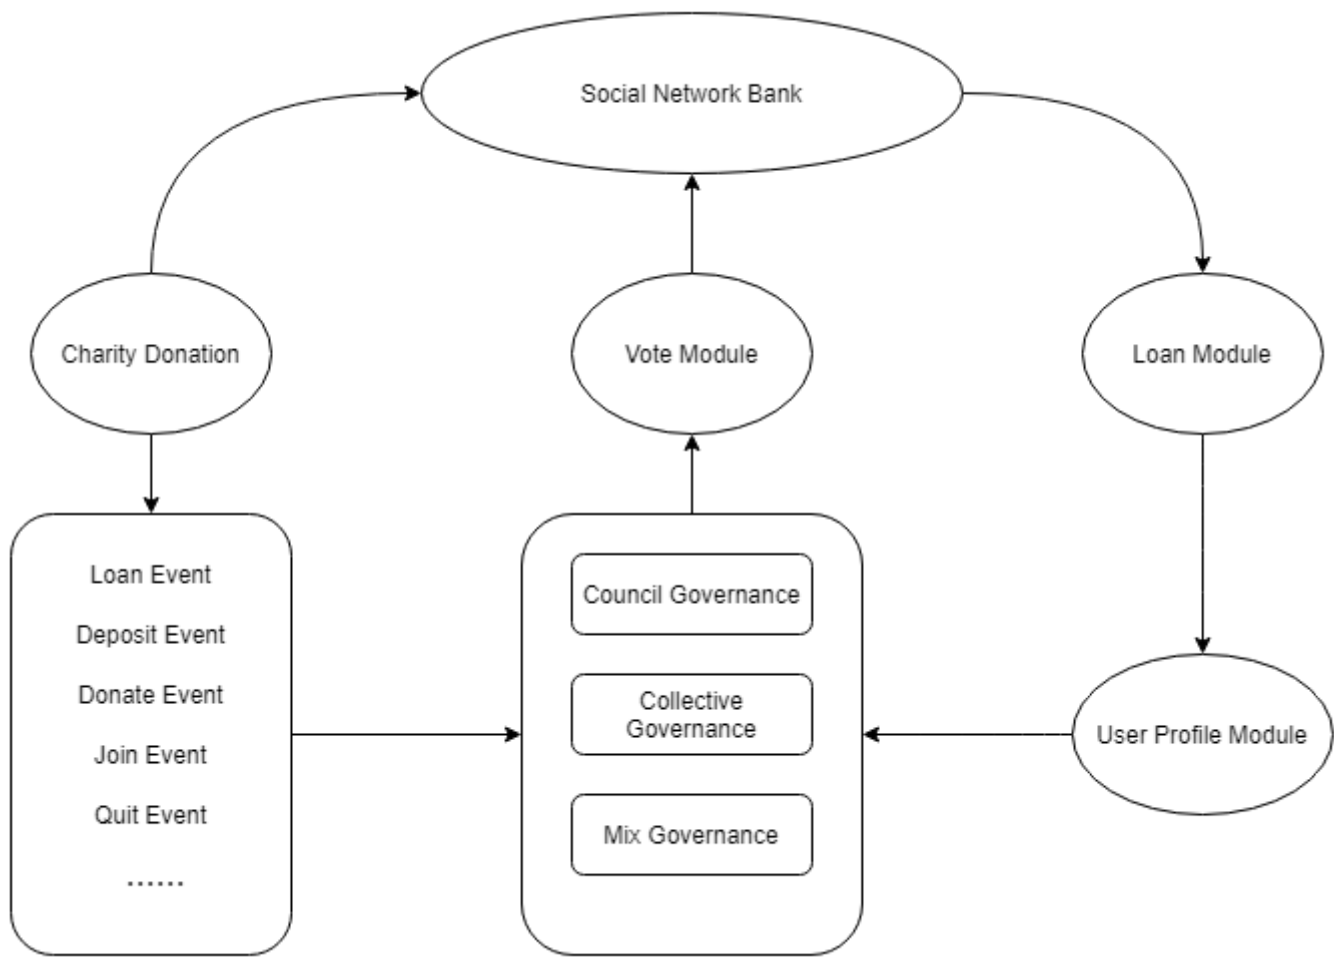 Social Network Bank
Charity Donation
Vote Module
Loan Module
Loan Event
Deposit Event
Donate Event
Join Event
Quit Event
......
Council Governance
Collective
Governance
Mix Governance
User Profile Module